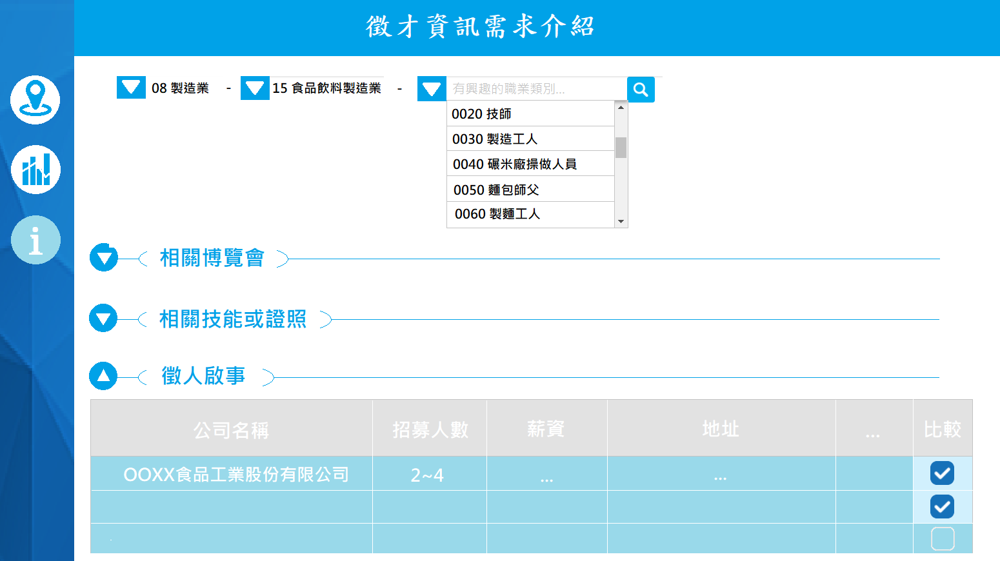 徵才資訊需求介紹
08 製造業 - 15 食品飲料製造業 - 有興趣的職業類別...
0020 技師
0030 製造工人
0040 碾米廠操做人員
0050 麵包師父
0060 製麵工人
相關博覽會
相關技能或證照
徵人啟事
公司名稱 招募人數 薪資 地址 ... 比較
OOXX食品工業股份有限公司 2~4 ... ...